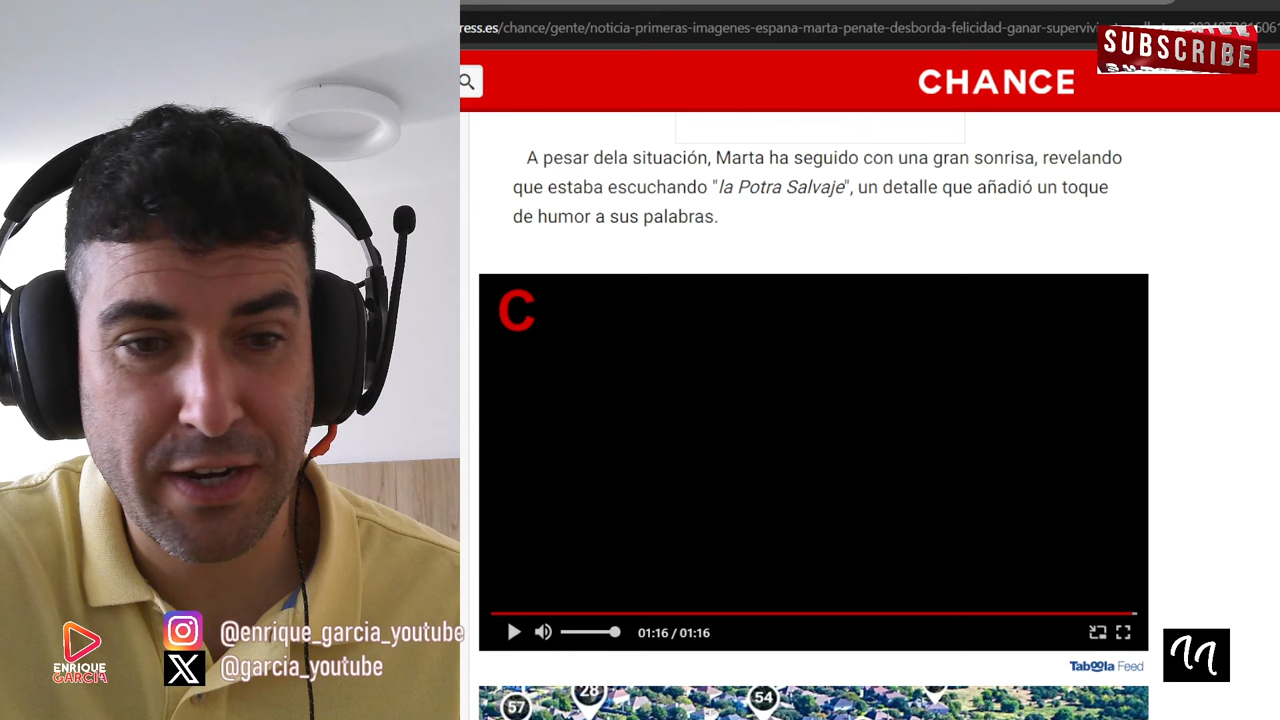 ress.es/chance/gente/noticia-primeras-imagenes-espana-marta-penate-desborda-felicidad-ganar-
SUBSCRIBE
CHANCE
A pesar dela situación, Marta ha seguido con una gran sonrisa, revelando
que estaba escuchando "la Potra Salvaje", un detalle que añadió un toque
de humor a sus palabras.
C
01:16 / 01:16
Taboola Feed
57
28
54
ENRIQUE
GARCIA
@enrique_garcia_youtube
@garcia_youtube